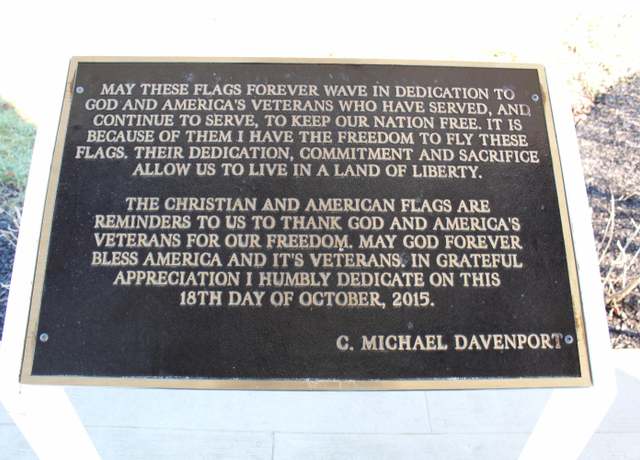 MAY THESE FLAGS FOREVER WAVE IN DEDICATION TO
GOD AND AMERICA'S VETERANS WHO HAVE SERVED, AND
CONTINUE TO SERVE, TO KEEP OUR NATION FREE. IT IS
BECAUSE OF THEM I HAVE THE FREEDOM TO FLY THESE
FLAGS. THEIR DEDICATION, COMMITMENT AND SACRIFICE
ALLOW US TO LIVE IN A LAND OF LIBERTY.
THE CHRISTIAN AND AMERICAN FLAGS ARE
REMINDERS TO US TO THANK GOD AND AMERICA'S
VETERANS FOR OUR FREEDOM. MAY GOD FOREVER
BLESS AMERICA AND IT'S VETERANS. IN GRATEFUL
APPRECIATION I HUMBLY DEDICATE ON THIS
18TH DAY OF OCTOBER, 2015.
C. MICHAEL DAVENPORT